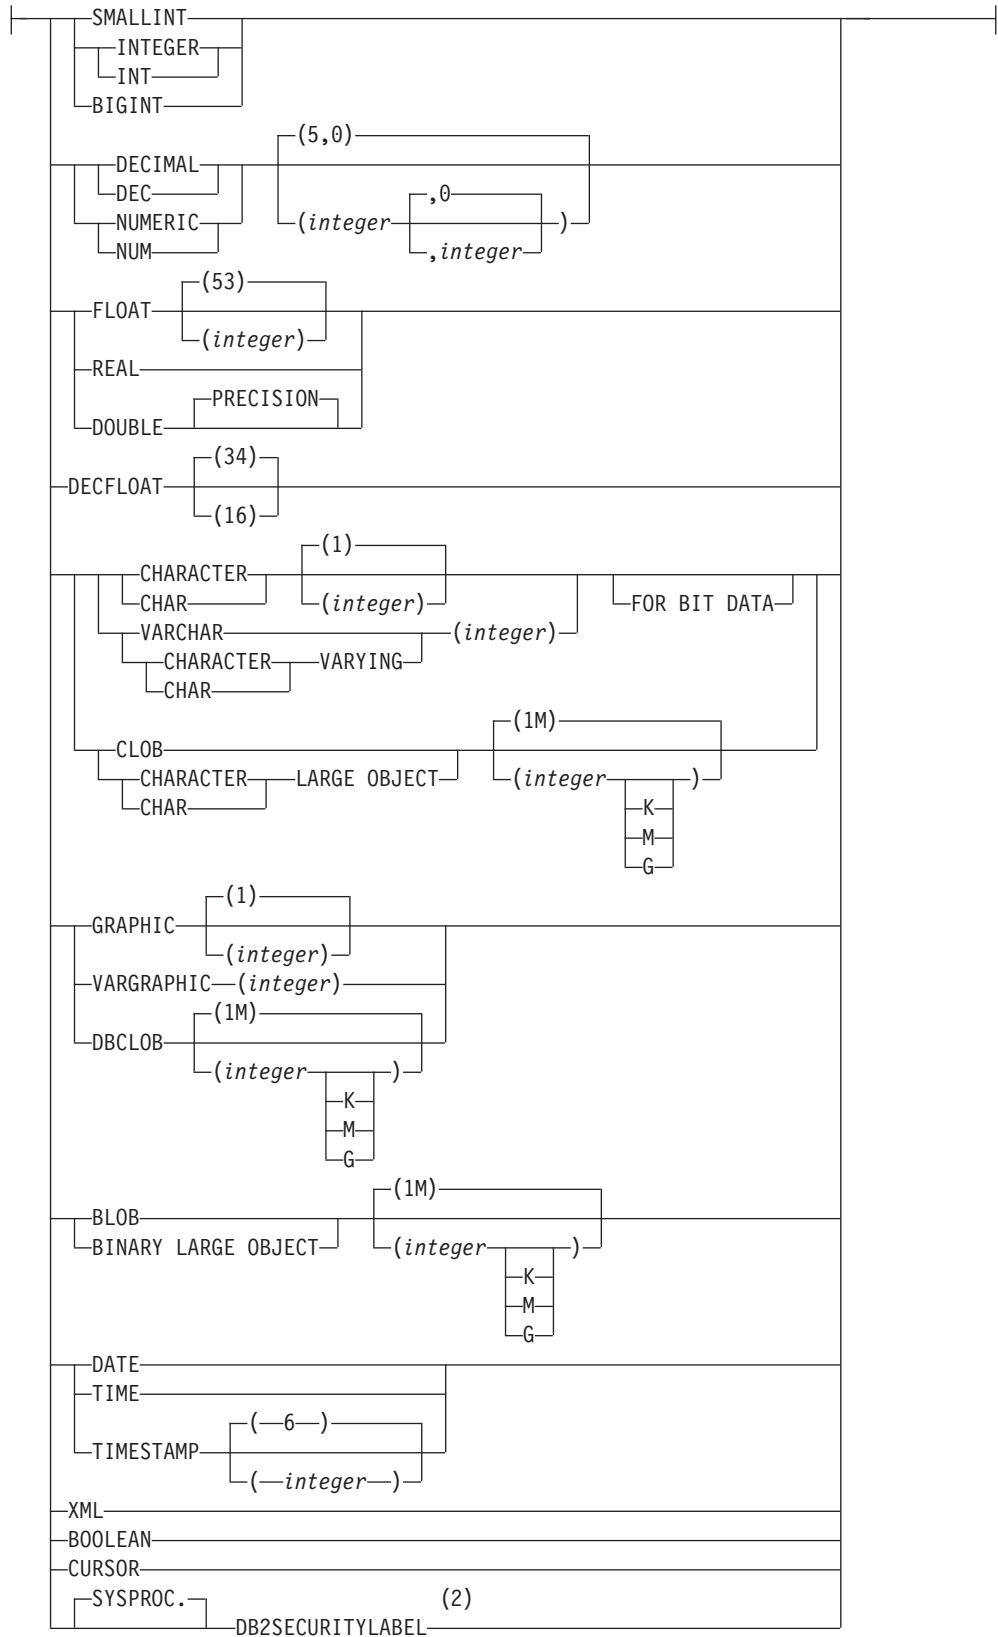 SMALLINT
INTEGER
INT
BIGINT
(5,0)
DECIMAL
DEC
,0
NUMERIC
(integer )
NUM
,integer
(53)
FLOAT
(integer)
REAL
PRECISION
DOUBLE
(34)
DECFLOAT
(16)
(1)
CHARACTER
CHAR
(integer)
FOR BIT DATA
VARCHAR
(integer)
CHARACTER VARYING
CHAR
(1M)
CLOB
CHARACTER LARGE OBJECT
(integer )
CHAR
K
M
G
(1)
GRAPHIC
(integer)
VARGRAPHIC (integer)
(1M)
DBCLOB
(integer )
K
M
G
(1M)
BLOB
BINARY LARGE OBJECT
(integer )
K
M
G
DATE
TIME
( 6 )
TIMESTAMP
( integer )
XML
BOOLEAN
CURSOR
SYSPROC.
(2)
DB2SECURITYLABEL